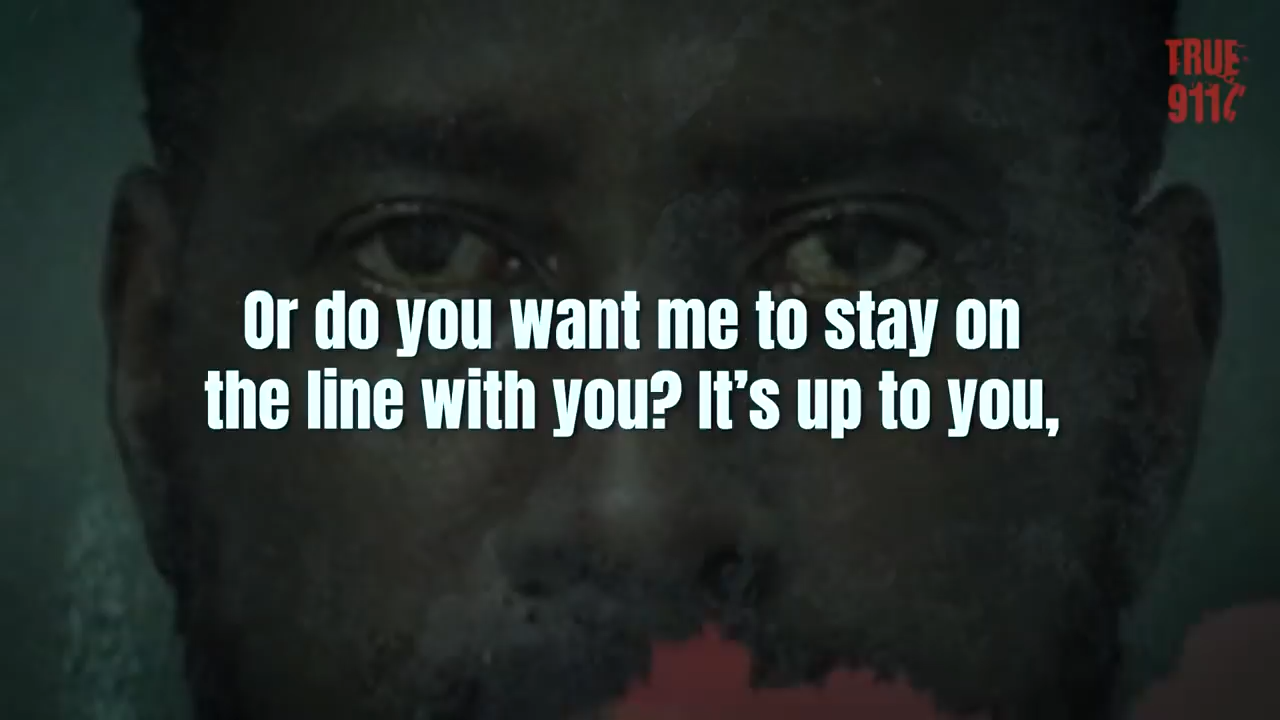 TRUE
911
Or do you want me to stay on
the line with you? It’s up to you,